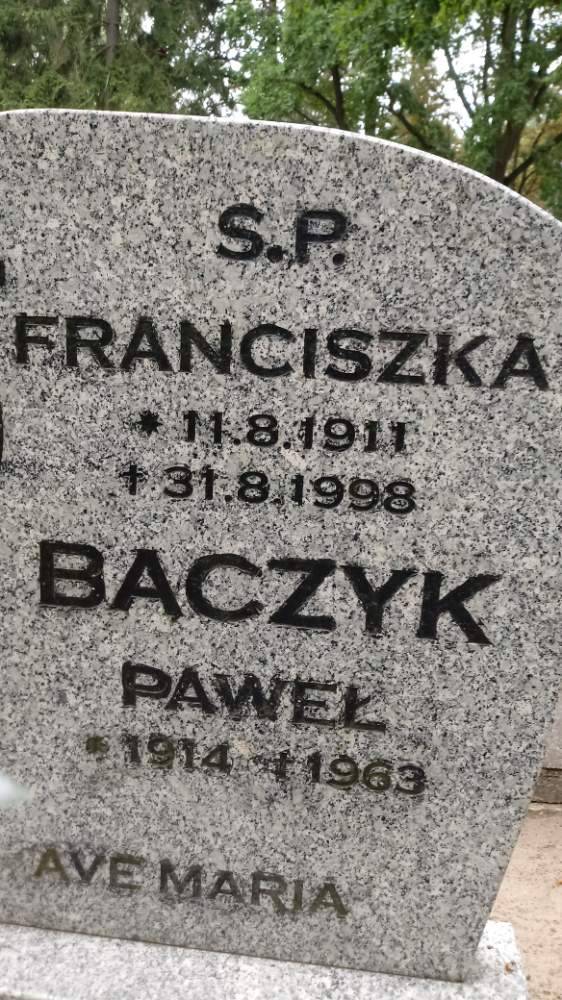 S.P.
FRANCISZKA
* 11.8.1911
† 31.8.1998
BACZYK
PAWEŁ
* 1914 † 1963
AVE MARIA